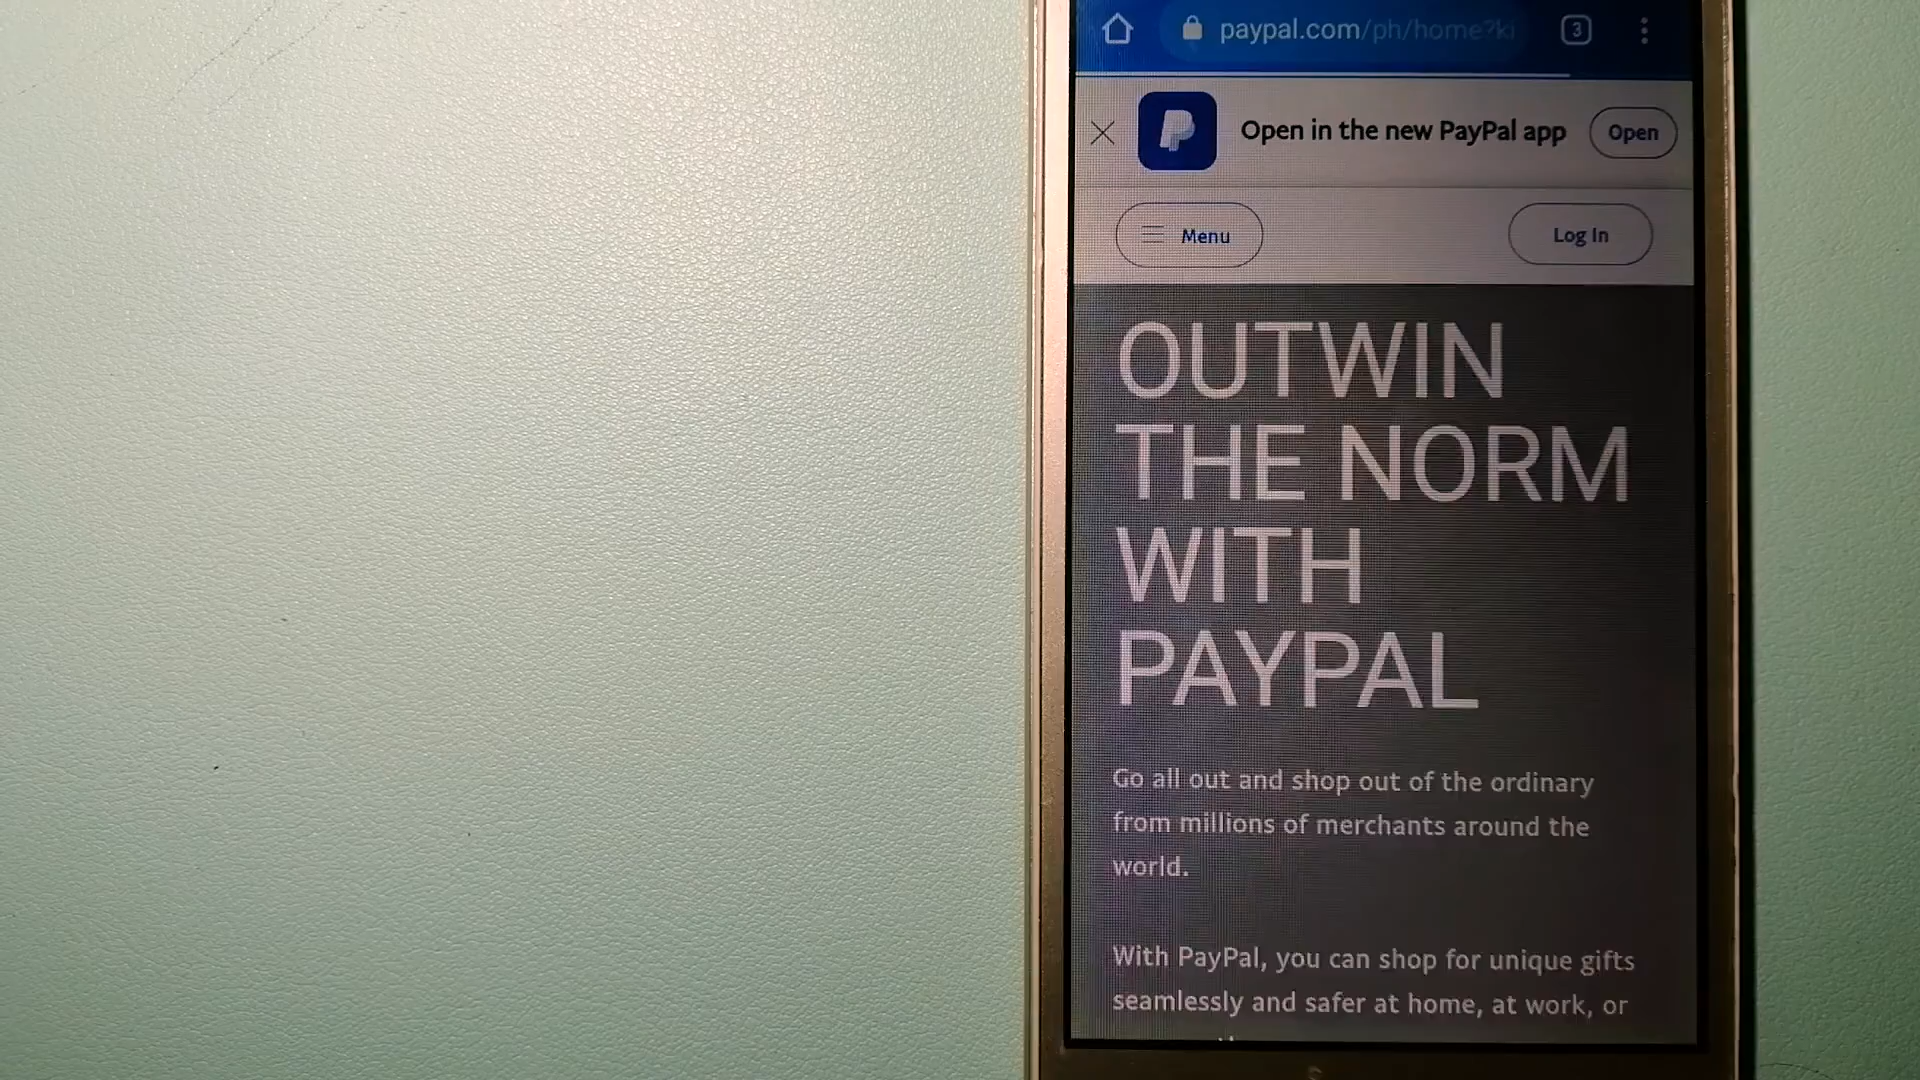 paypal.com/ph/home?ki
3
Open in the new PayPal app
Open
Menu
Log In
OUTWIN
THE NORM
WITH
PAYPAL
Go all out and shop out of the ordinary
from millions of merchants around the
world.
With PayPal, you can shop for unique gifts
seamlessly and safer at home, at work, or